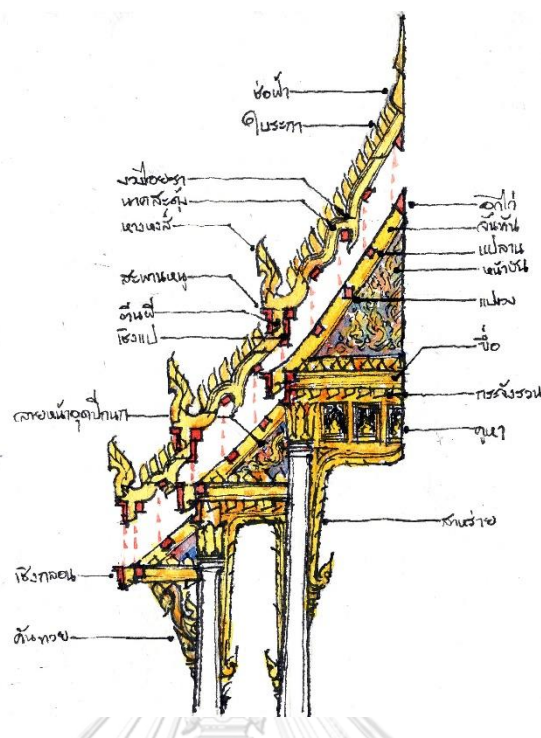 ช่อฟ้า
ใบระกา
งวงไอยรา
นาคสะดุ้ง
หางหงส์
สะพานหนู
ตีนผี
เชิงแป
ลายหน้าอุดปีกนก
เชิงกลอน
คันทวย
อกไก่
จันทัน
แปลาน
หน้าบัน
แปรวง
ขื่อ
กระจังรวน
คูหา
สาหร่าย